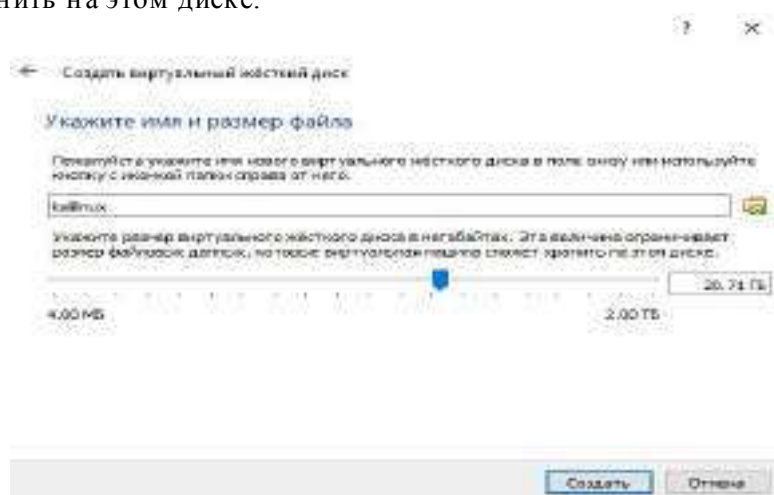 нить на этом диске.
? ×
← Создать виртуальный жёсткий диск
Укажите имя и размер файла
Пожалуйста укажите имя нового виртуального жёсткого диска в поле снизу или используйте
кнопку с иконкой папки справа от него.
kalilinux
Укажите размер виртуального жёсткого диска в мегабайтах. Эта величина ограничивает
размер файловых данных, которые виртуальная машина сможет хранить на этом диске.
20,71 ГБ
4,00 МБ 2,00 ТБ
Создать Отмена